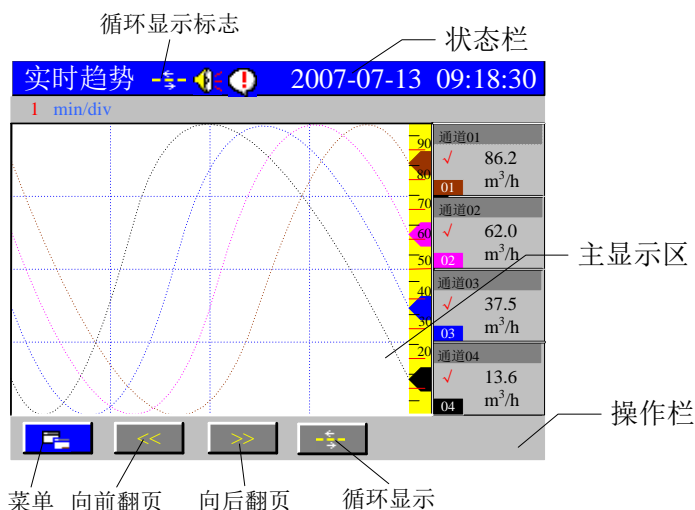 循环显示标志
状态栏
实时趋势 2007-07-13 09:18:30
1 min/div
90
80
70
60
50
40
30
20
通道01
√ 86.2
01 m³/h
通道02
√ 62.0
02 m³/h
通道03
√ 37.5
03 m³/h
通道04
√ 13.6
04 m³/h
主显示区
操作栏
<< >>
菜单 向前翻页 向后翻页 循环显示